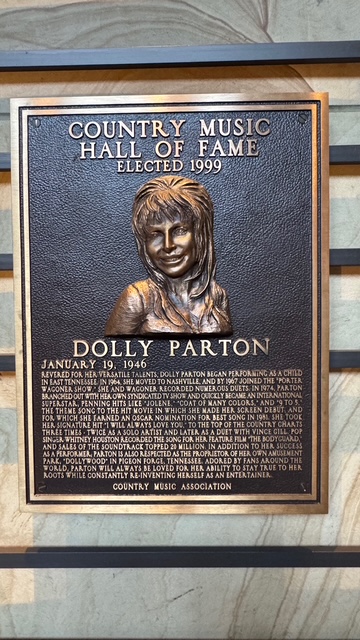 COUNTRY MUSIC
HALL OF FAME
ELECTED 1999
DOLLY PARTON
JANUARY 19, 1946
REVERED FOR HER VERSATILE TALENTS, DOLLY PARTON BEGAN PERFORMING AS A CHILD
IN EAST TENNESSEE. IN 1964, SHE MOVED TO NASHVILLE, AND BY 1967 JOINED THE "PORTER
WAGONER SHOW." SHE AND WAGONER RECORDED NUMEROUS DUETS. IN 1974, PARTON
BRANCHED OUT WITH HER OWN SYNDICATED TV SHOW AND QUICKLY BECAME AN INTERNATIONAL
SUPERSTAR, PENNING HITS LIKE "JOLENE," "COAT OF MANY COLORS," AND "9 TO 5,"
THE THEME SONG TO THE HIT MOVIE IN WHICH SHE MADE HER SCREEN DEBUT, AND
FOR WHICH SHE EARNED AN OSCAR NOMINATION FOR BEST SONG IN 1981. SHE TOOK
HER SIGNATURE HIT "I WILL ALWAYS LOVE YOU," TO THE TOP OF THE COUNTRY CHARTS
THREE TIMES - TWICE AS A SOLO ARTIST AND LATER AS A DUET WITH VINCE GILL. POP
SINGER WHITNEY HOUSTON RECORDED THE SONG FOR HER FEATURE FILM "THE BODYGUARD,"
AND SALES OF THE SOUNDTRACK TOPPED 20 MILLION. IN ADDITION TO HER SUCCESS
AS A PERFORMER, PARTON IS ALSO RESPECTED AS THE PROPRIETOR OF HER OWN AMUSEMENT
PARK, "DOLLYWOOD" IN PIGEON FORGE, TENNESSEE. ADORED BY FANS AROUND THE
WORLD, PARTON WILL ALWAYS BE LOVED FOR HER ABILITY TO STAY TRUE TO HER
ROOTS WHILE CONSTANTLY RE-INVENTING HERSELF AS AN ENTERTAINER.
COUNTRY MUSIC ASSOCIATION